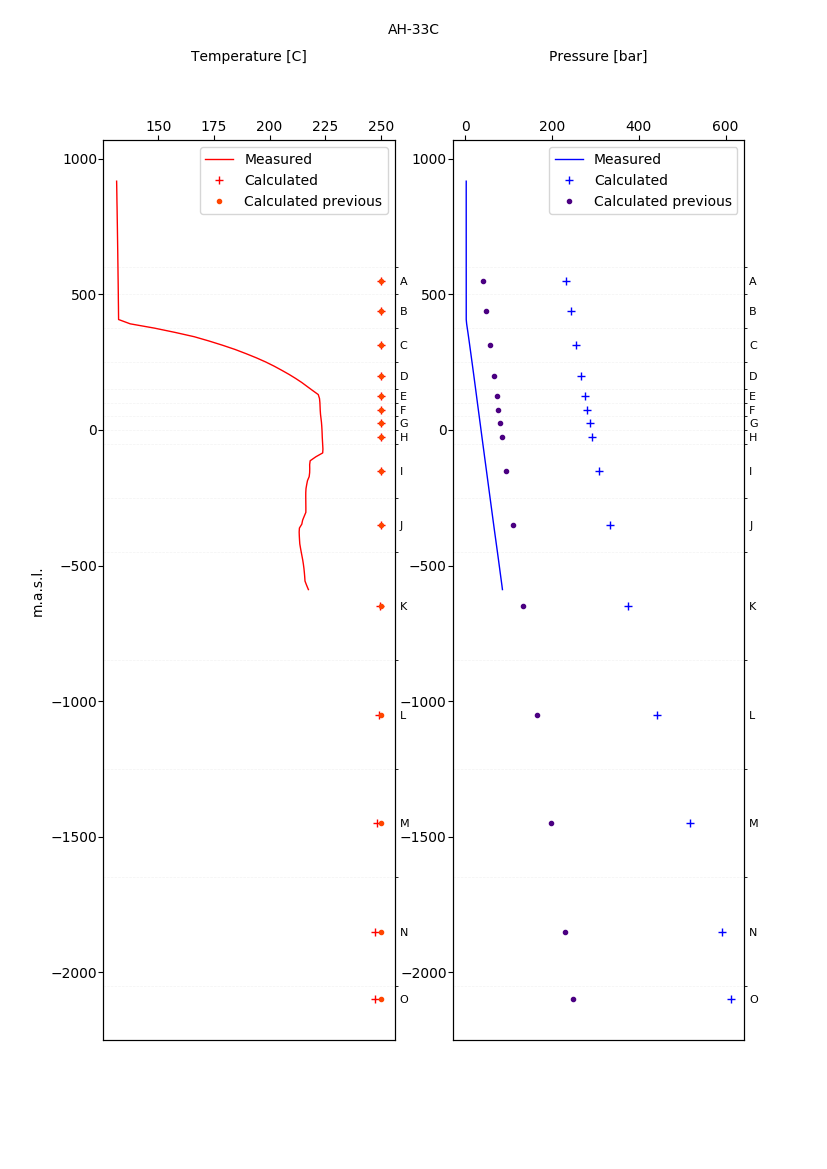 AH-33C
Temperature [C]
Pressure [bar]
150 175 200 225 250
0 200 400 600
Measured
Calculated
Calculated previous
Measured
Calculated
Calculated previous
1000
500
0
−500
−1000
−1500
−2000
m.a.s.l.
A
B
C
D
E
F
G
H
I
J
K
L
M
N
O
1000
500
0
−500
−1000
−1500
−2000
A
B
C
D
E
F
G
H
I
J
K
L
M
N
O